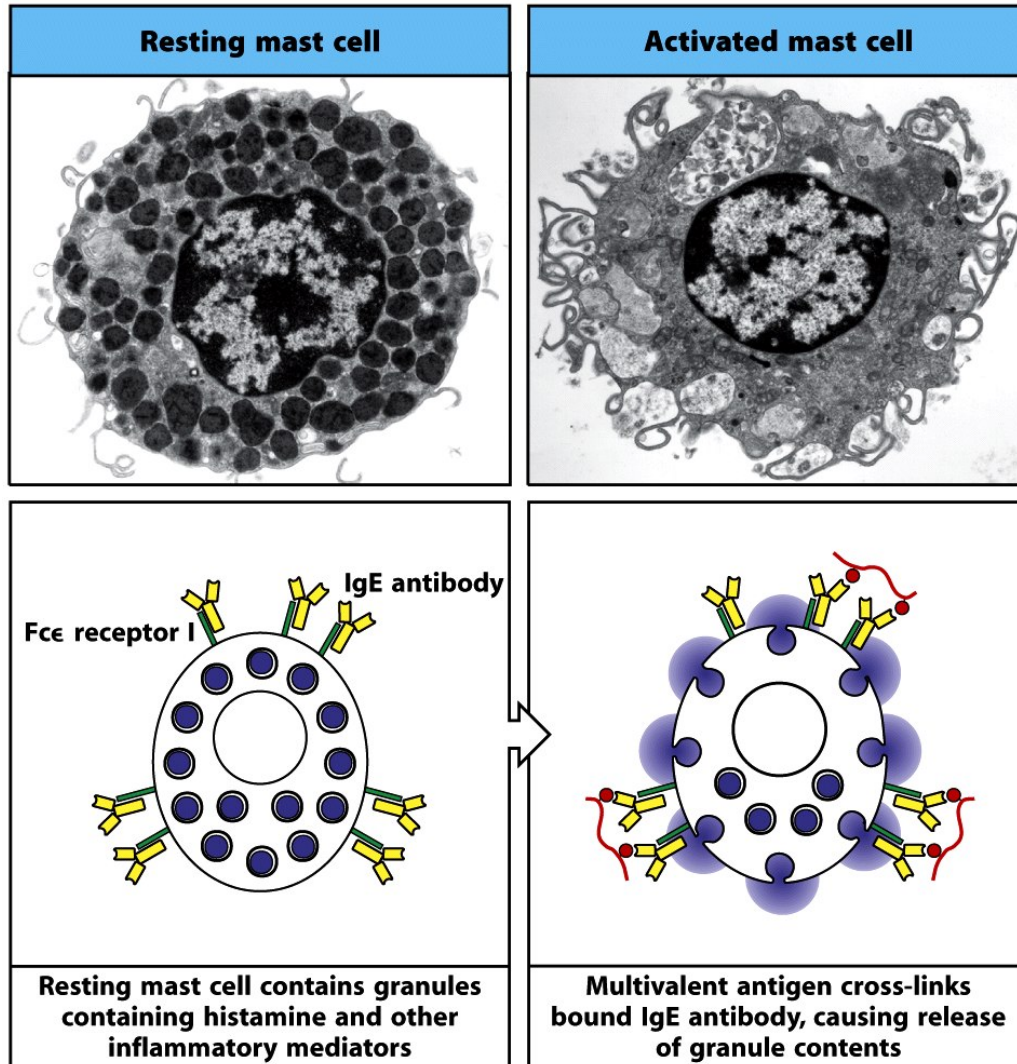 Resting mast cell
Activated mast cell
IgE antibody
Fcϵ receptor I
Resting mast cell contains granules
containing histamine and other
inflammatory mediators
Multivalent antigen cross-links
bound IgE antibody, causing release
of granule contents